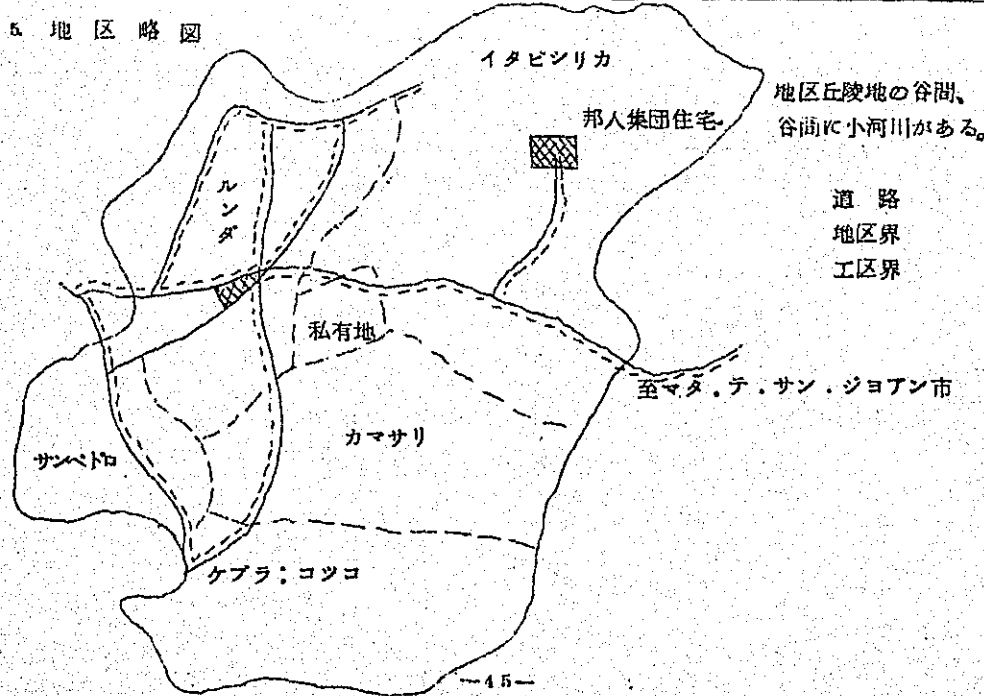 5. 地区略図
イタピシリカ
地区丘陵地の谷間、
谷間に小河川がある。
邦人集団住宅
道路
地区界
工区界
ルンダ
私有地
至マタ.テ.サン.ジョアン市
カマサリ
サンペドロ
ケブラ:コツコ
—45—